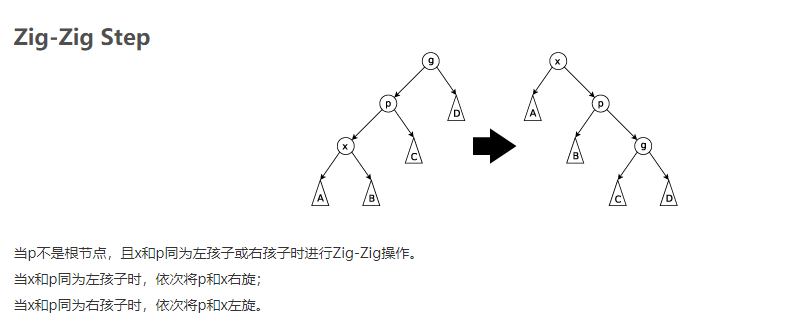 Zig-Zig Step
g
p
D
x
C
A
B
x
A
p
B
g
C
D
当p不是根节点，且x和p同为左孩子或右孩子时进行Zig-Zig操作。
当x和p同为左孩子时，依次将p和x右旋；
当x和p同为右孩子时，依次将p和x左旋。